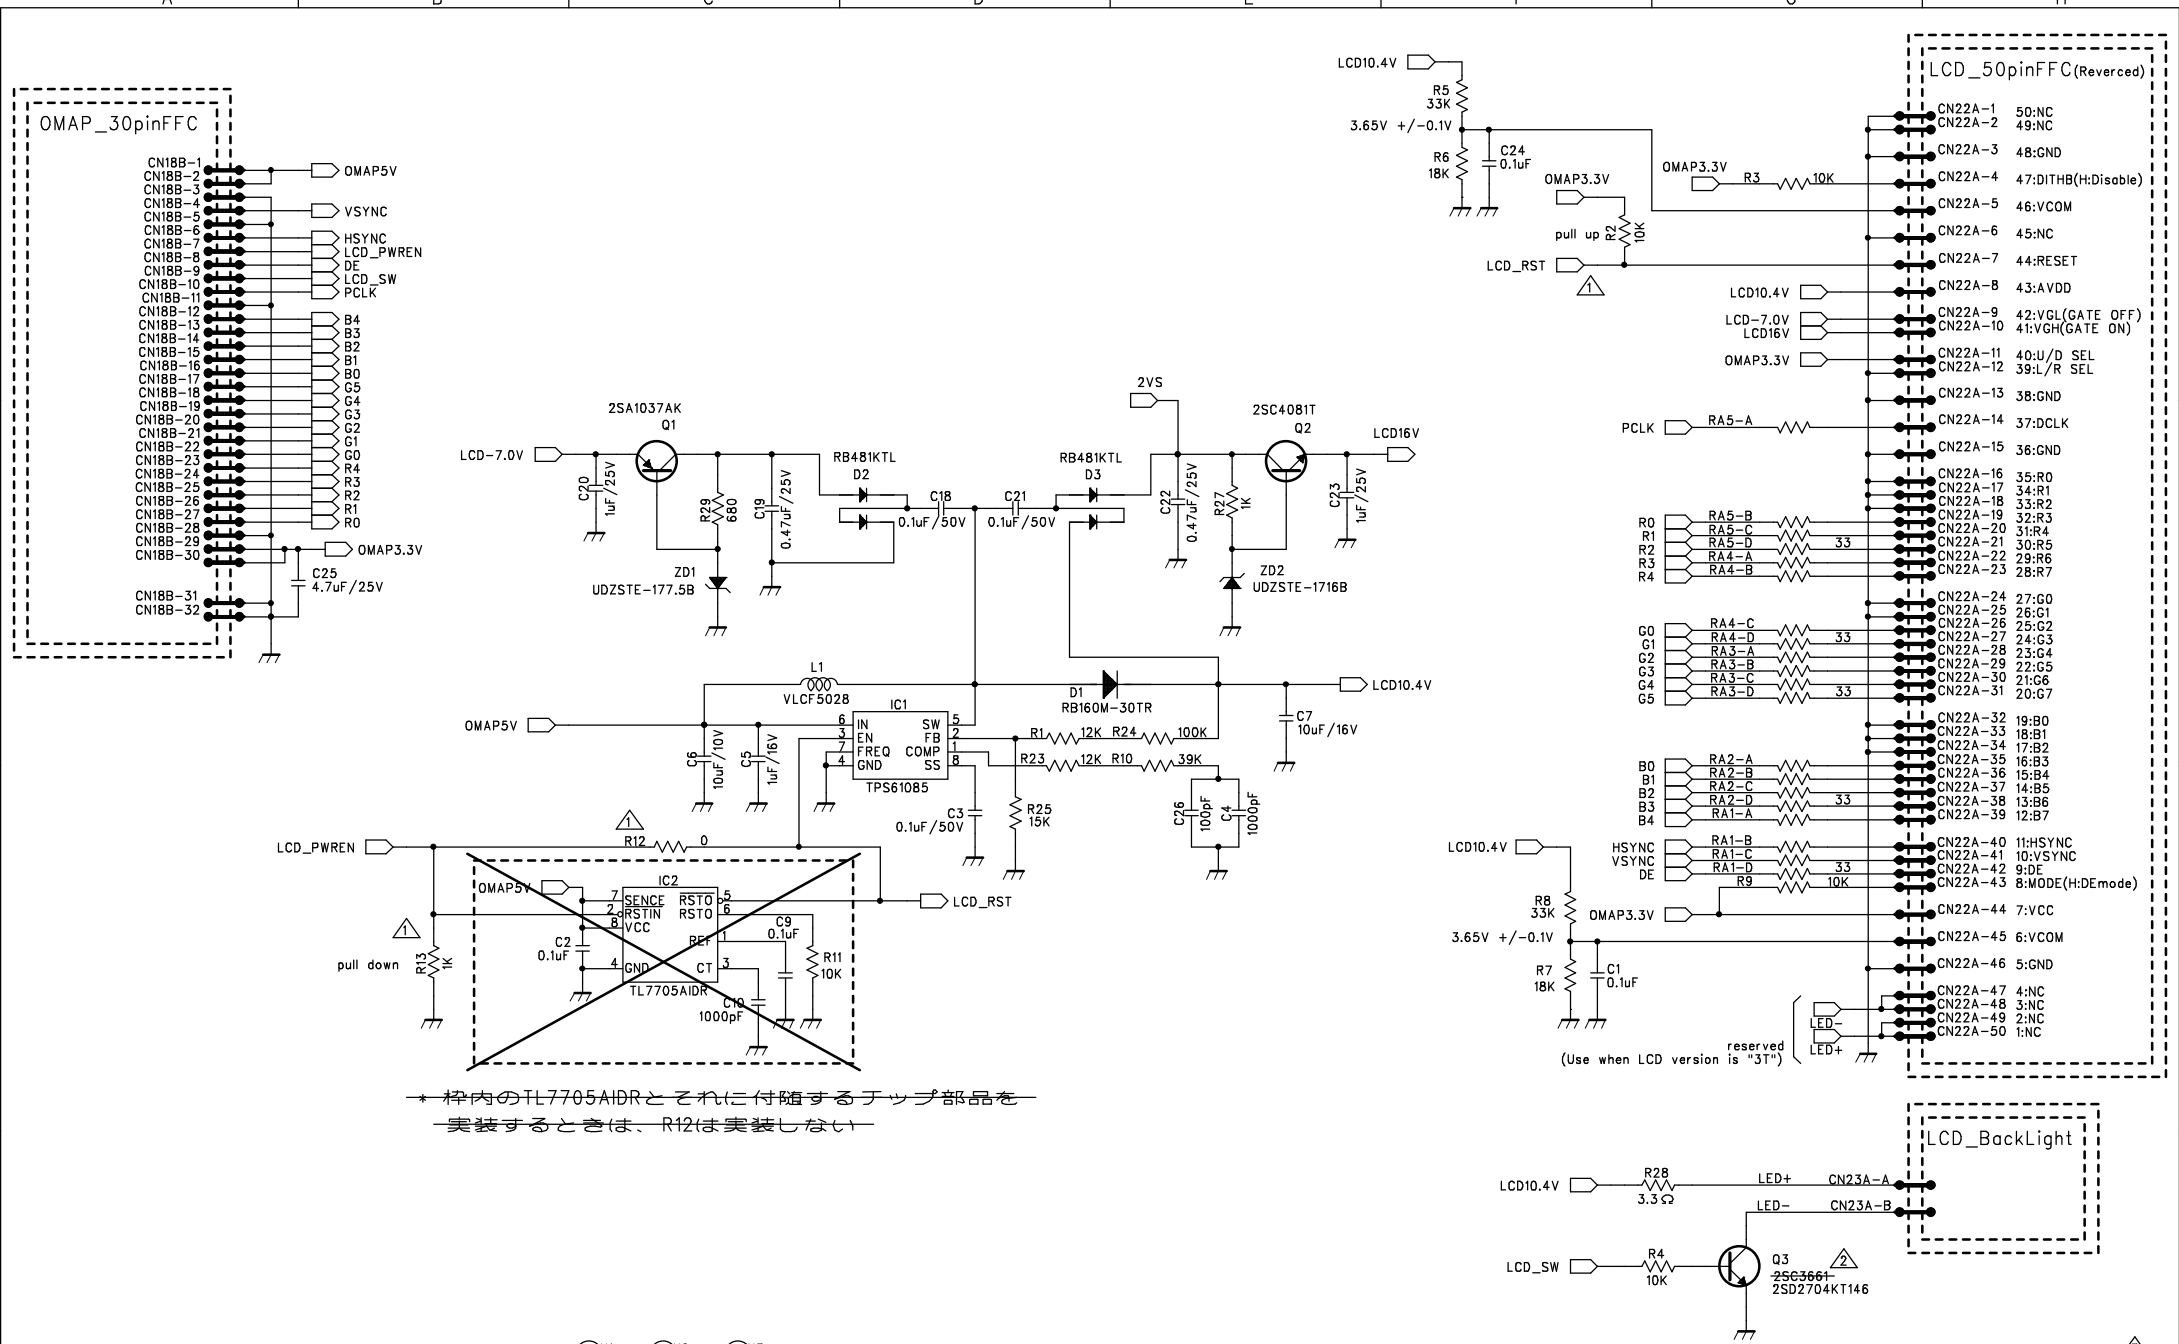 A B C D E F G H
OMAP_30pinFFC
CN18B-1
CN18B-2
CN18B-3
CN18B-4
CN18B-5
CN18B-6
CN18B-7
CN18B-8
CN18B-9
CN18B-10
CN18B-11
CN18B-12
CN18B-13
CN18B-14
CN18B-15
CN18B-16
CN18B-17
CN18B-18
CN18B-19
CN18B-20
CN18B-21
CN18B-22
CN18B-23
CN18B-24
CN18B-25
CN18B-26
CN18B-27
CN18B-28
CN18B-29
CN18B-30
CN18B-31
CN18B-32
OMAP5V
VSYNC
HSYNC
LCD_PWREN
DE
LCD_SW
PCLK
B4
B3
B2
B1
B0
G5
G4
G3
G2
G1
G0
R4
R3
R2
R1
R0
OMAP3.3V
C25
4.7uF/25V
LCD-7.0V
2SA1037AK
Q1
C20
1uF/25V
R29
680
C19
0.47uF/25V
ZD1
UDZSTE-177.5B
RB481KTL
D2
C18
0.1uF/50V
C21
0.1uF/50V
RB481KTL
D3
2VS
C22
0.47uF/25V
R27
1K
2SC4081T
Q2
LCD16V
C23
1uF/25V
ZD2
UDZSTE-1716B
L1
VLCF5028
D1
RB160M-30TR
LCD10.4V
C7
10uF/16V
OMAP5V
C6
10uF/10V
C5
1uF/16V
IC1
6 IN SW 5
3 EN FB 2
7 FREQ COMP 1
4 GND SS 8
TPS61085
R1 12K R24 100K
R23 12K R10 39K
C3
0.1uF/50V
R25
15K
C26
100pF
C4
1000pF
LCD_PWREN
1
R12 0
OMAP5V
IC2
7 SENCE RSTO 5
2 RSTIN RSTO 6
8 VCC
REF 1
4 GND CT 3
TL7705AIDR
C2
0.1uF
C9
0.1uF
R11
10K
C10
1000pF
LCD_RST
1
pull down
R13
1K
* 枠内のTL7705AIDRとそれに付随するチップ部品を
実装するときは、R12は実装しない
LCD10.4V
R5
33K
3.65V +/-0.1V
R6
18K
C24
0.1uF
OMAP3.3V
pull up
R2
10K
LCD_RST
1
OMAP3.3V
R3 10K
LCD10.4V
LCD-7.0V
LCD16V
OMAP3.3V
PCLK RA5-A
R0 RA5-B
R1 RA5-C
R2 RA5-D 33
R3 RA4-A
R4 RA4-B
G0 RA4-C
G1 RA4-D 33
G2 RA3-A
G3 RA3-B
G4 RA3-C
G5 RA3-D 33
B0 RA2-A
B1 RA2-B
B2 RA2-C
B3 RA2-D 33
B4 RA1-A
HSYNC RA1-B
VSYNC RA1-C
DE RA1-D 33
R9 10K
OMAP3.3V
LCD10.4V
R8
33K
3.65V +/-0.1V
R7
18K
C1
0.1uF
LED-
LED+
reserved
(Use when LCD version is "3T")
LCD_50pinFFC(Reverced)
CN22A-1 50:NC
CN22A-2 49:NC
CN22A-3 48:GND
CN22A-4 47:DITHB(H:Disable)
CN22A-5 46:VCOM
CN22A-6 45:NC
CN22A-7 44:RESET
CN22A-8 43:AVDD
CN22A-9 42:VGL(GATE OFF)
CN22A-10 41:VGH(GATE ON)
CN22A-11 40:U/D SEL
CN22A-12 39:L/R SEL
CN22A-13 38:GND
CN22A-14 37:DCLK
CN22A-15 36:GND
CN22A-16 35:R0
CN22A-17 34:R1
CN22A-18 33:R2
CN22A-19 32:R3
CN22A-20 31:R4
CN22A-21 30:R5
CN22A-22 29:R6
CN22A-23 28:R7
CN22A-24 27:G0
CN22A-25 26:G1
CN22A-26 25:G2
CN22A-27 24:G3
CN22A-28 23:G4
CN22A-29 22:G5
CN22A-30 21:G6
CN22A-31 20:G7
CN22A-32 19:B0
CN22A-33 18:B1
CN22A-34 17:B2
CN22A-35 16:B3
CN22A-36 15:B4
CN22A-37 14:B5
CN22A-38 13:B6
CN22A-39 12:B7
CN22A-40 11:HSYNC
CN22A-41 10:VSYNC
CN22A-42 9:DE
CN22A-43 8:MODE(H:DEmode)
CN22A-44 7:VCC
CN22A-45 6:VCOM
CN22A-46 5:GND
CN22A-47 4:NC
CN22A-48 3:NC
CN22A-49 2:NC
CN22A-50 1:NC
LCD_BackLight
LCD10.4V
R28
3.3Ω
LED+ CN23A-A
LED- CN23A-B
LCD_SW
R4
10K
Q3
2
2SC3661
2SD2704KT146